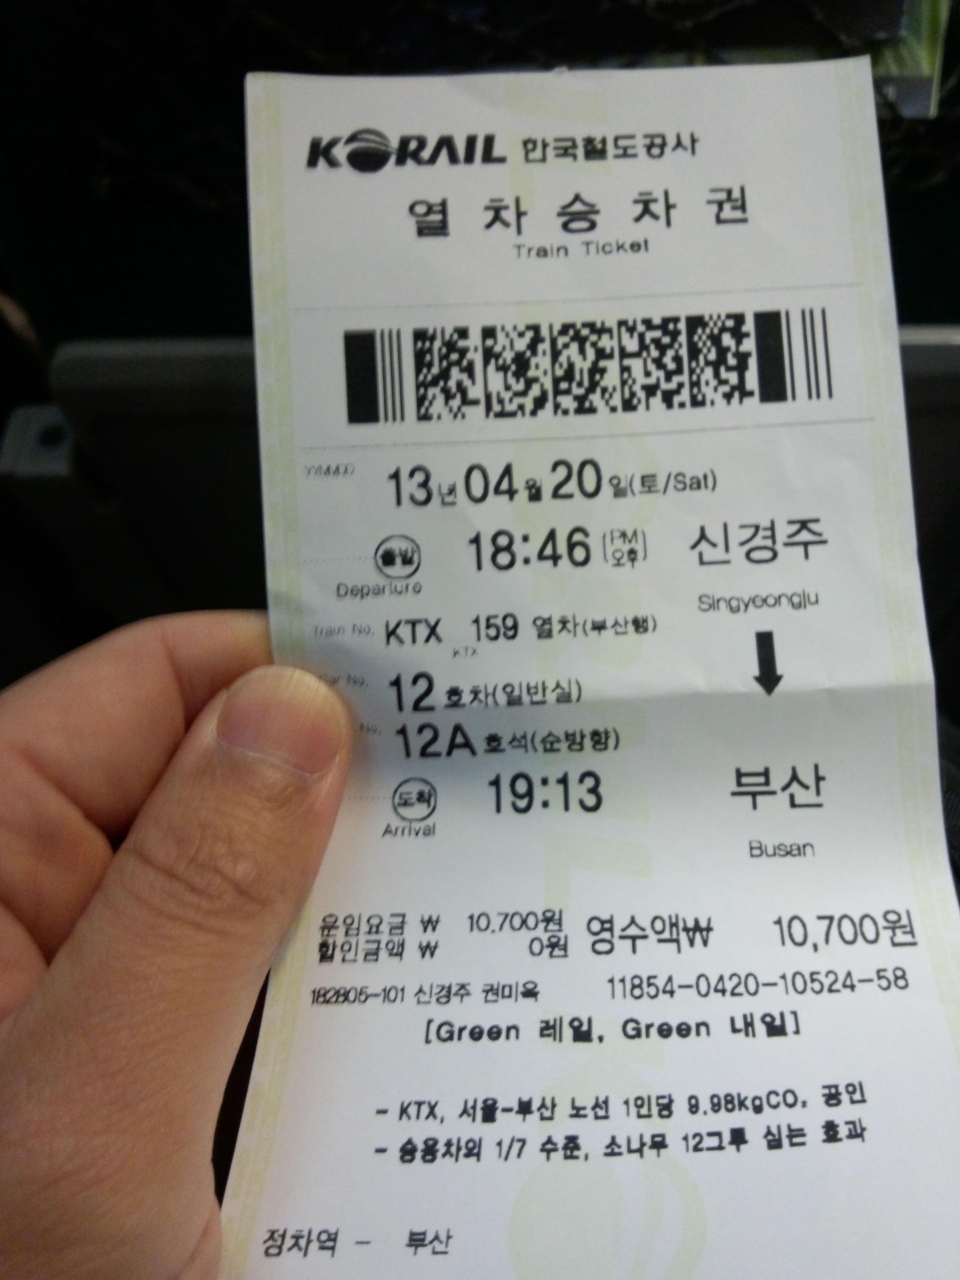 KORAIL 한국철도공사
열차승차권
Train Ticket
YYMMDD 13년 04월 20일(토/Sat)
출발 18:46 (PM 오후) 신경주
Departure Singyeongju
Train No. KTX 159 열차(부산행)
KTX
Car No. 12 호차(일반실)
No. 12A 호석(순방향)
도착 19:13 부산
Arrival Busan
운임요금 ₩ 10,700원 영수액₩ 10,700원
할인금액 ₩ 0원
182805-101 신경주 권미옥 11854-0420-10524-58
[Green 레일, Green 내일]
- KTX, 서울-부산 노선 1인당 9.98kgCO₂ 공인
- 승용차의 1/7 수준, 소나무 12그루 심는 효과
정차역 - 부산